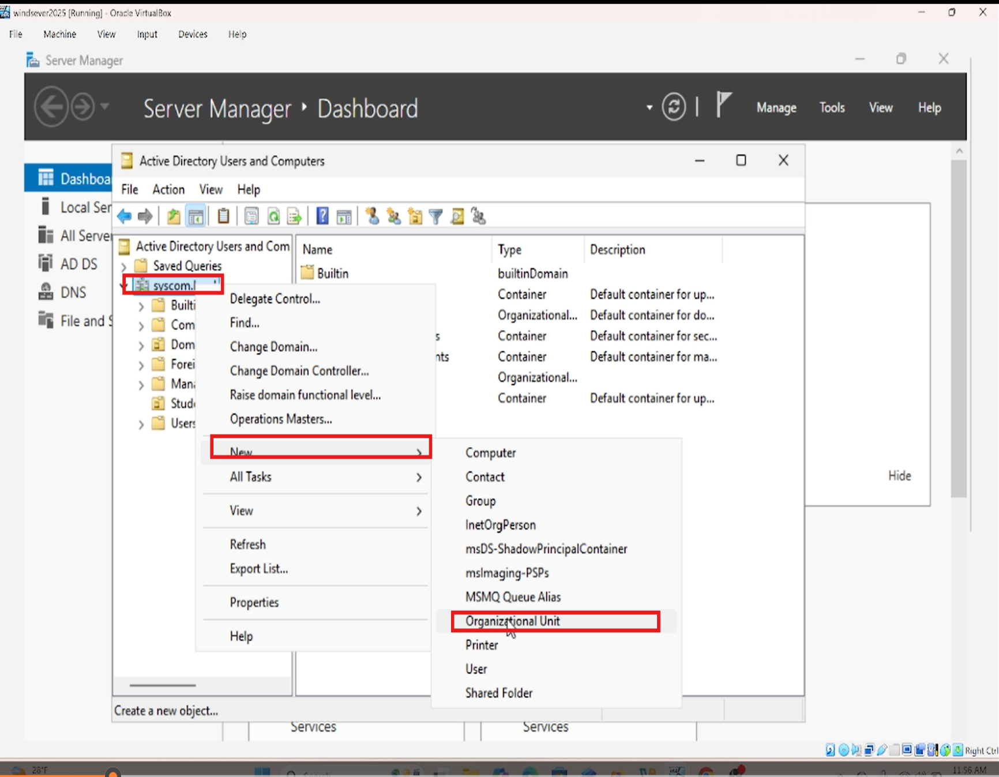 windsever2025 [Running] - Oracle VirtualBox
File Machine View Input Devices Help
Server Manager
Server Manager ‣ Dashboard
Manage Tools View Help
Dashboa
Local Ser
All Server
AD DS
DNS
File and S
Active Directory Users and Computers
File Action View Help
Active Directory Users and Com
Saved Queries
syscom.l
Builti
Com
Dom
Forei
Mana
Stude
Users
Name Type Description
Builtin builtinDomain
Container Default container for up...
Organizational... Default container for do...
s Container Default container for sec...
nts Container Default container for ma...
Organizational...
Container Default container for up...
Delegate Control...
Find...
Change Domain...
Change Domain Controller...
Raise domain functional level...
Operations Masters...
New
All Tasks
View
Refresh
Export List...
Properties
Help
Computer
Contact
Group
InetOrgPerson
msDS-ShadowPrincipalContainer
msImaging-PSPs
MSMQ Queue Alias
Organizational Unit
Printer
User
Shared Folder
Hide
Create a new object...
Services Services
Right Ctrl
28°F
Search
11:56 AM